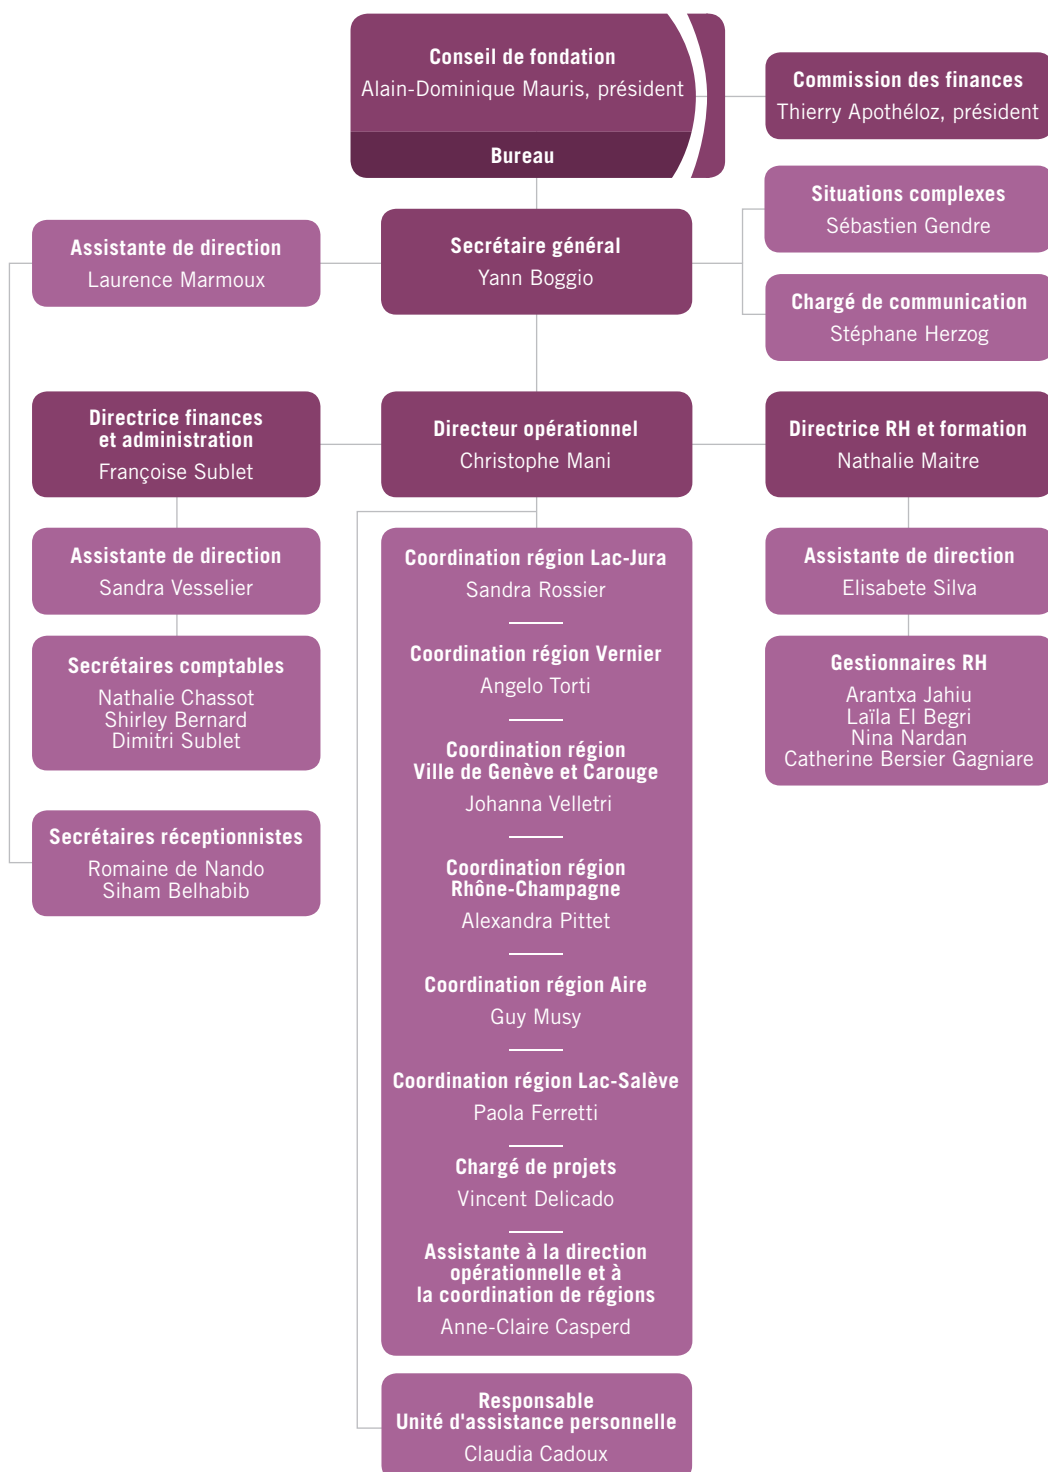 Conseil de fondation
Alain-Dominique Mauris, président
Bureau
Commission des finances
Thierry Apothéloz, président
Situations complexes
Sébastien Gendre
Assistante de direction
Laurence Marmoux
Secrétaire général
Yann Boggio
Chargé de communication
Stéphane Herzog
Directrice finances
et administration
Françoise Sublet
Directeur opérationnel
Christophe Mani
Directrice RH et formation
Nathalie Maitre
Assistante de direction
Sandra Vesselier
Secrétaires comptables
Nathalie Chassot
Shirley Bernard
Dimitri Sublet
Secrétaires réceptionnistes
Romaine de Nando
Siham Belhabib
Coordination région Lac-Jura
Sandra Rossier
Coordination région Vernier
Angelo Torti
Coordination région
Ville de Genève et Carouge
Johanna Velletri
Coordination région
Rhône-Champagne
Alexandra Pittet
Coordination région Aire
Guy Musy
Coordination région Lac-Salève
Paola Ferretti
Chargé de projets
Vincent Delicado
Assistante à la direction
opérationnelle et à
la coordination de régions
Anne-Claire Casperd
Responsable
Unité d'assistance personnelle
Claudia Cadoux
Assistante de direction
Elisabete Silva
Gestionnaires RH
Arantxa Jahiu
Laïla El Begri
Nina Nardan
Catherine Bersier Gagniare